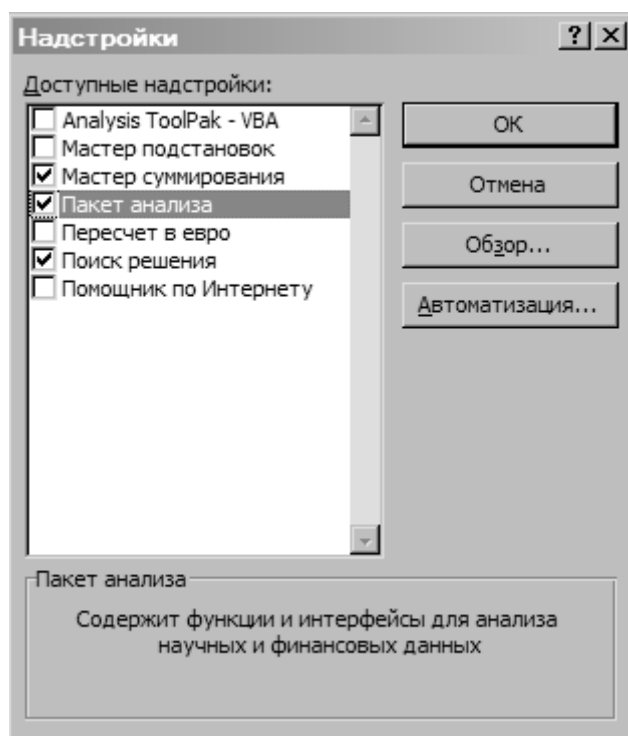 Надстройки
Доступные надстройки:
Analysis ToolPak - VBA
Мастер подстановок
Мастер суммирования
Пакет анализа
Пересчет в евро
Поиск решения
Помощник по Интернету
ОК
Отмена
Обзор...
Автоматизация...
Пакет анализа
Содержит функции и интерфейсы для анализа
научных и финансовых данных